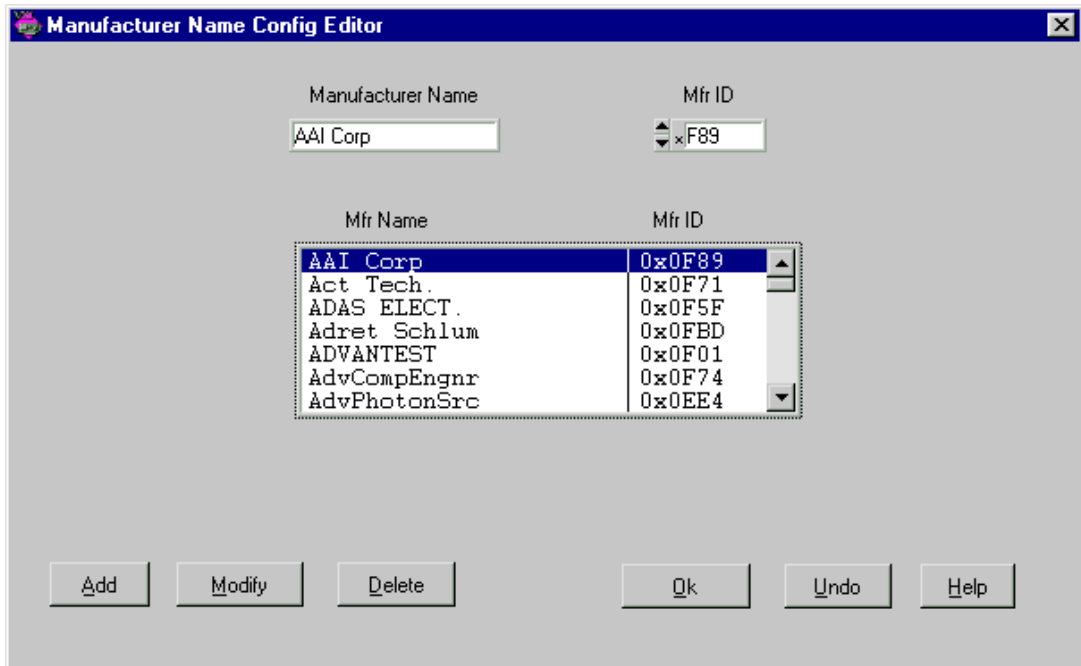 Manufacturer Name Config Editor
Manufacturer Name Mfr ID
AAI Corp x F89
Mfr Name Mfr ID
AAI Corp 0x0F89
Act Tech. 0x0F71
ADAS ELECT. 0x0F5F
Adret Schlum 0x0FBD
ADVANTEST 0x0F01
AdvCompEngnr 0x0F74
AdvPhotonSrc 0x0EE4
Add Modify Delete Ok Undo Help